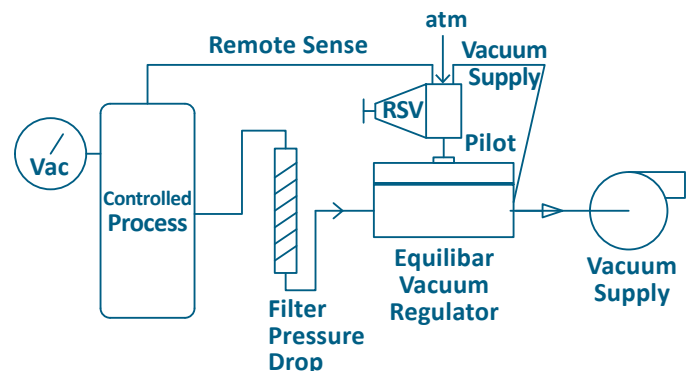 atm
Remote Sense
Vacuum
Supply
RSV
Pilot
Vac
Controlled
Process
Equilibar
Vacuum
Regulator
Vacuum
Supply
Filter
Pressure
Drop